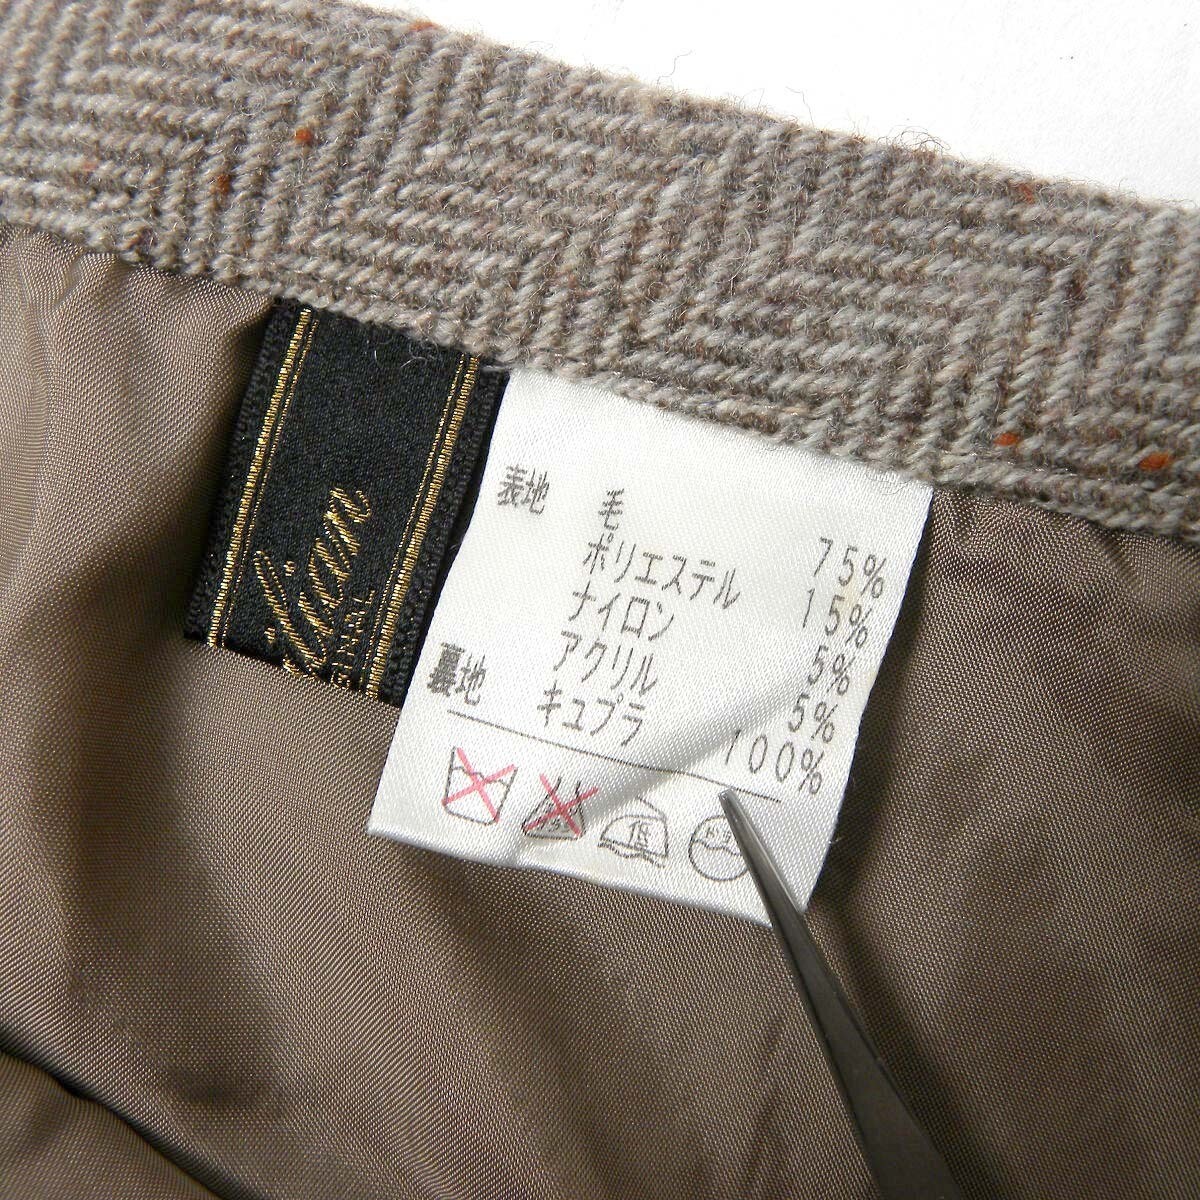 表地 毛 75%
ポリエステル 15%
ナイロン 5%
アクリル 5%
裏地 キュプラ 100%